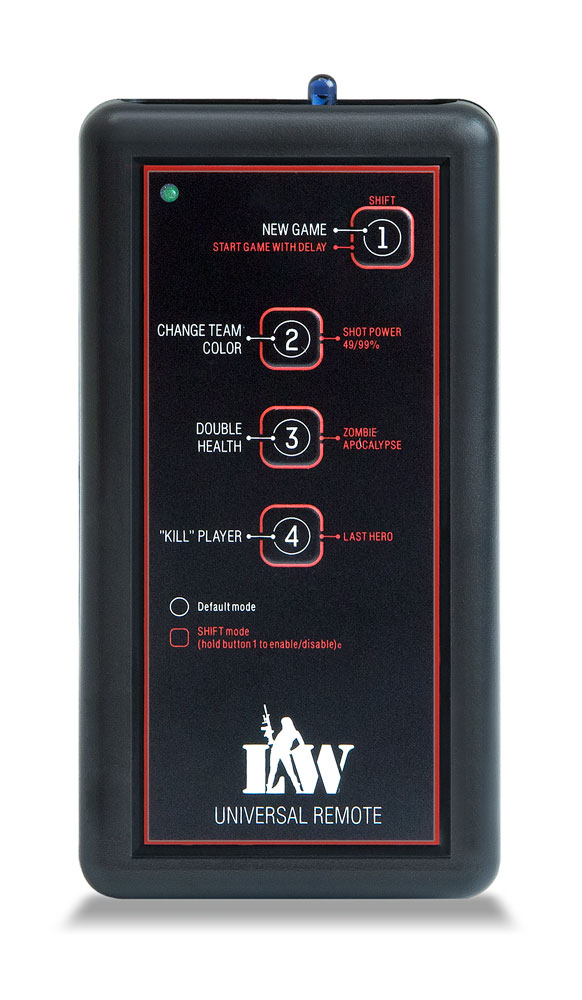 SHIFT
NEW GAME
START GAME WITH DELAY
1
CHANGE TEAM
COLOR
2
SHOT POWER
49/99%
DOUBLE
HEALTH
3
ZOMBIE
APOCALYPSE
"KILL" PLAYER
4
LAST HERO
Default mode
SHIFT mode
(hold button 1 to enable/disable)
LW
UNIVERSAL REMOTE